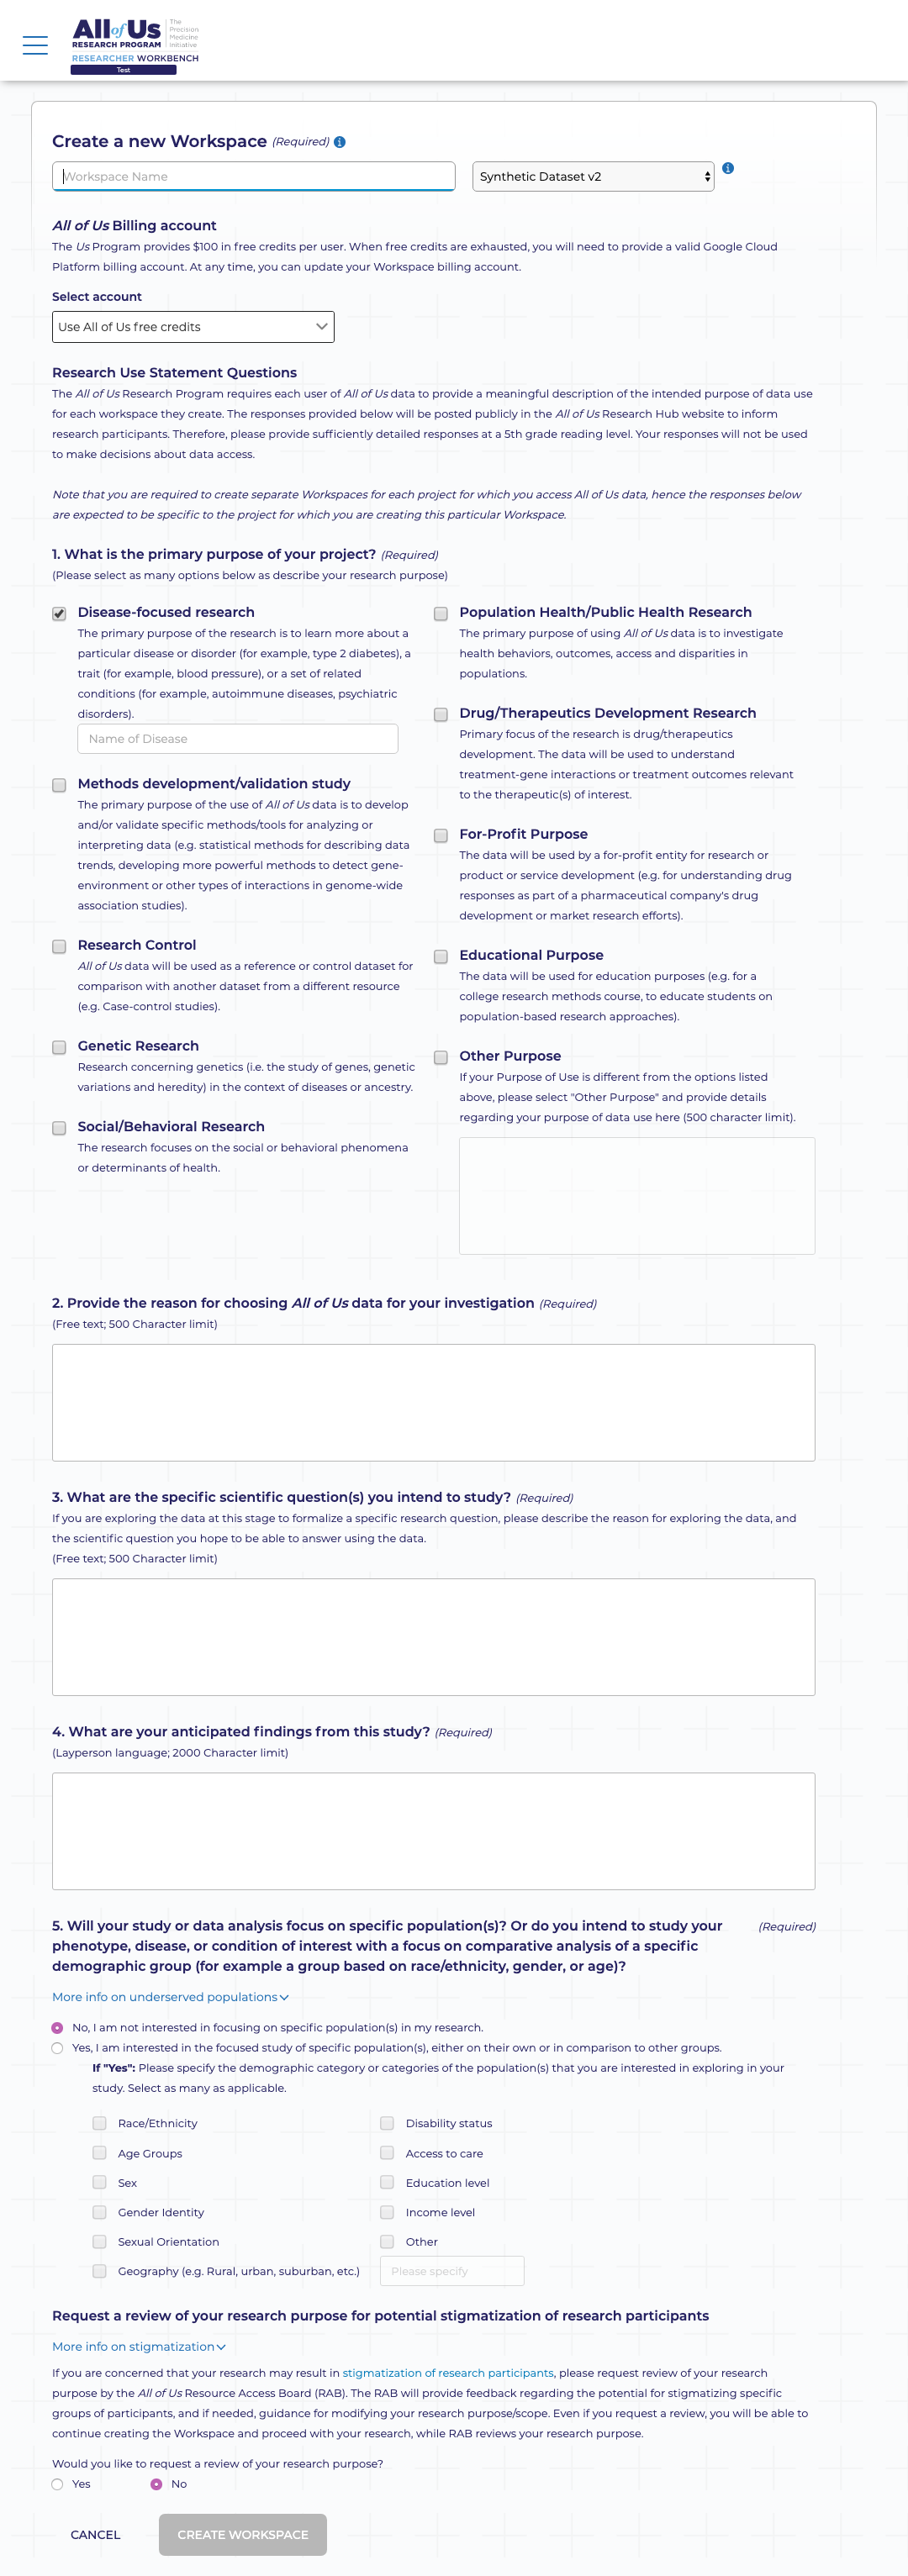 All of Us
The
Precision
Medicine
Initiative
RESEARCH PROGRAM
RESEARCHER WORKBENCH
Test
Create a new Workspace (Required)
Workspace Name
Synthetic Dataset v2
All of Us Billing account
The Us Program provides $100 in free credits per user. When free credits are exhausted, you will need to provide a valid Google Cloud
Platform billing account. At any time, you can update your Workspace billing account.
Select account
Use All of Us free credits
Research Use Statement Questions
The All of Us Research Program requires each user of All of Us data to provide a meaningful description of the intended purpose of data use
for each workspace they create. The responses provided below will be posted publicly in the All of Us Research Hub website to inform
research participants. Therefore, please provide sufficiently detailed responses at a 5th grade reading level. Your responses will not be used
to make decisions about data access.
Note that you are required to create separate Workspaces for each project for which you access All of Us data, hence the responses below
are expected to be specific to the project for which you are creating this particular Workspace.
1. What is the primary purpose of your project? (Required)
(Please select as many options below as describe your research purpose)
Disease-focused research
The primary purpose of the research is to learn more about a
particular disease or disorder (for example, type 2 diabetes), a
trait (for example, blood pressure), or a set of related
conditions (for example, autoimmune diseases, psychiatric
disorders).
Name of Disease
Methods development/validation study
The primary purpose of the use of All of Us data is to develop
and/or validate specific methods/tools for analyzing or
interpreting data (e.g. statistical methods for describing data
trends, developing more powerful methods to detect gene-
environment or other types of interactions in genome-wide
association studies).
Research Control
All of Us data will be used as a reference or control dataset for
comparison with another dataset from a different resource
(e.g. Case-control studies).
Genetic Research
Research concerning genetics (i.e. the study of genes, genetic
variations and heredity) in the context of diseases or ancestry.
Social/Behavioral Research
The research focuses on the social or behavioral phenomena
or determinants of health.
Population Health/Public Health Research
The primary purpose of using All of Us data is to investigate
health behaviors, outcomes, access and disparities in
populations.
Drug/Therapeutics Development Research
Primary focus of the research is drug/therapeutics
development. The data will be used to understand
treatment-gene interactions or treatment outcomes relevant
to the therapeutic(s) of interest.
For-Profit Purpose
The data will be used by a for-profit entity for research or
product or service development (e.g. for understanding drug
responses as part of a pharmaceutical company's drug
development or market research efforts).
Educational Purpose
The data will be used for education purposes (e.g. for a
college research methods course, to educate students on
population-based research approaches).
Other Purpose
If your Purpose of Use is different from the options listed
above, please select "Other Purpose" and provide details
regarding your purpose of data use here (500 character limit).
2. Provide the reason for choosing All of Us data for your investigation (Required)
(Free text; 500 Character limit)
3. What are the specific scientific question(s) you intend to study? (Required)
If you are exploring the data at this stage to formalize a specific research question, please describe the reason for exploring the data, and
the scientific question you hope to be able to answer using the data.
(Free text; 500 Character limit)
4. What are your anticipated findings from this study? (Required)
(Layperson language; 2000 Character limit)
5. Will your study or data analysis focus on specific population(s)? Or do you intend to study your (Required)
phenotype, disease, or condition of interest with a focus on comparative analysis of a specific
demographic group (for example a group based on race/ethnicity, gender, or age)?
More info on underserved populations
No, I am not interested in focusing on specific population(s) in my research.
Yes, I am interested in the focused study of specific population(s), either on their own or in comparison to other groups.
If "Yes": Please specify the demographic category or categories of the population(s) that you are interested in exploring in your
study. Select as many as applicable.
Race/Ethnicity
Age Groups
Sex
Gender Identity
Sexual Orientation
Geography (e.g. Rural, urban, suburban, etc.)
Disability status
Access to care
Education level
Income level
Other
Please specify
Request a review of your research purpose for potential stigmatization of research participants
More info on stigmatization
If you are concerned that your research may result in stigmatization of research participants, please request review of your research
purpose by the All of Us Resource Access Board (RAB). The RAB will provide feedback regarding the potential for stigmatizing specific
groups of participants, and if needed, guidance for modifying your research purpose/scope. Even if you request a review, you will be able to
continue creating the Workspace and proceed with your research, while RAB reviews your research purpose.
Would you like to request a review of your research purpose?
Yes
No
CANCEL
CREATE WORKSPACE